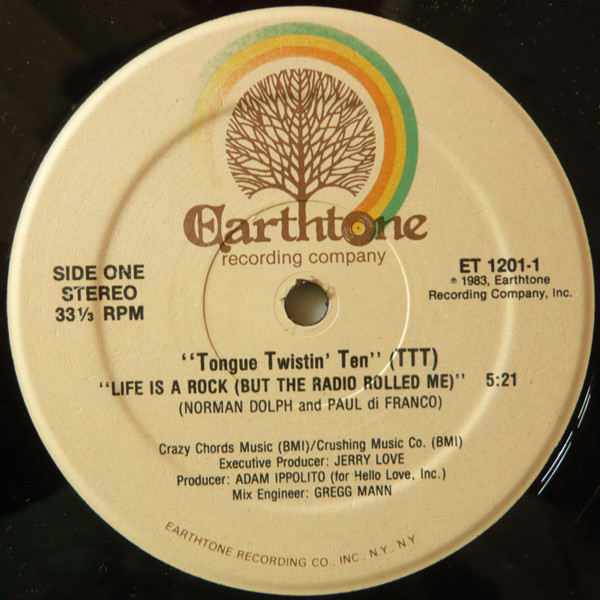 Earthtone
recording company
SIDE ONE
STEREO
33⅓ RPM
ET 1201-1
℗ 1983, Earthtone
Recording Company, Inc.
"Tongue Twistin' Ten" (TTT)
"LIFE IS A ROCK (BUT THE RADIO ROLLED ME)" 5:21
(NORMAN DOLPH and PAUL di FRANCO)
Crazy Chords Music (BMI)/Crushing Music Co. (BMI)
Executive Producer: JERRY LOVE
Producer: ADAM IPPOLITO (for Hello Love, Inc.)
Mix Engineer: GREGG MANN
EARTHTONE RECORDING CO., INC., N.Y., N.Y.